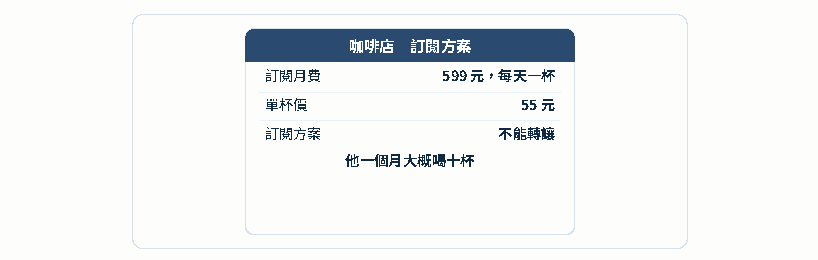 咖啡店　訂閱方案
訂閱月費　599 元，每天一杯
單杯價　55 元
訂閱方案　不能轉讓
他一個月大概喝十杯